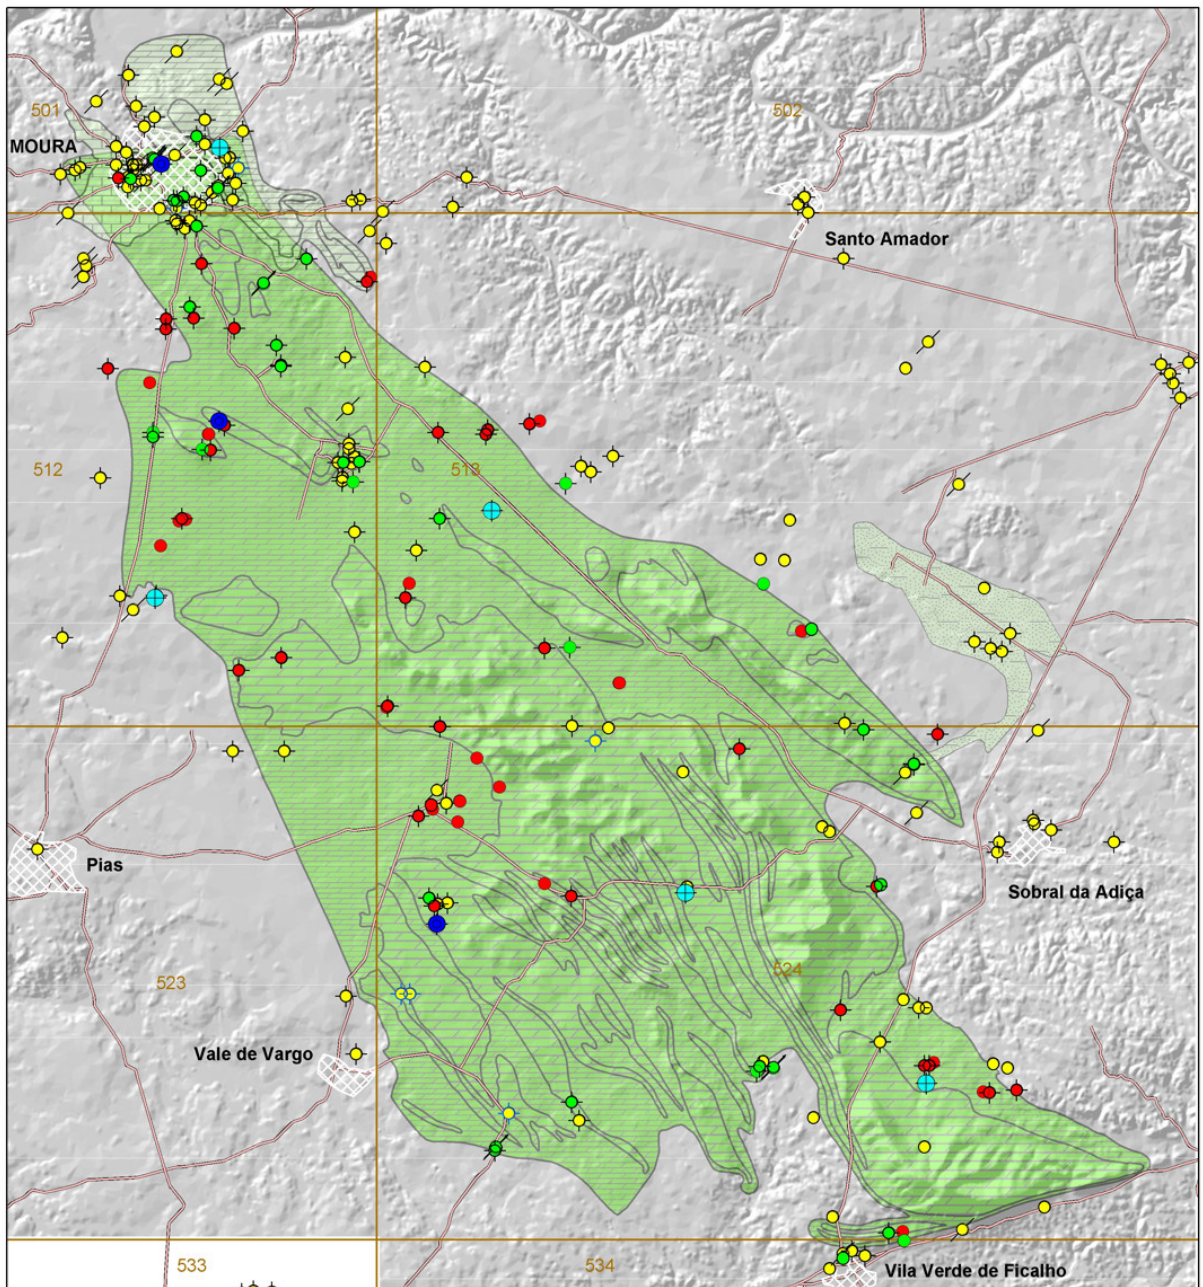 501
502
MOURA
Santo Amador
512
513
Pias
Sobral da Adiça
523
524
Vale de Vargo
533
534
Vila Verde de Ficalho